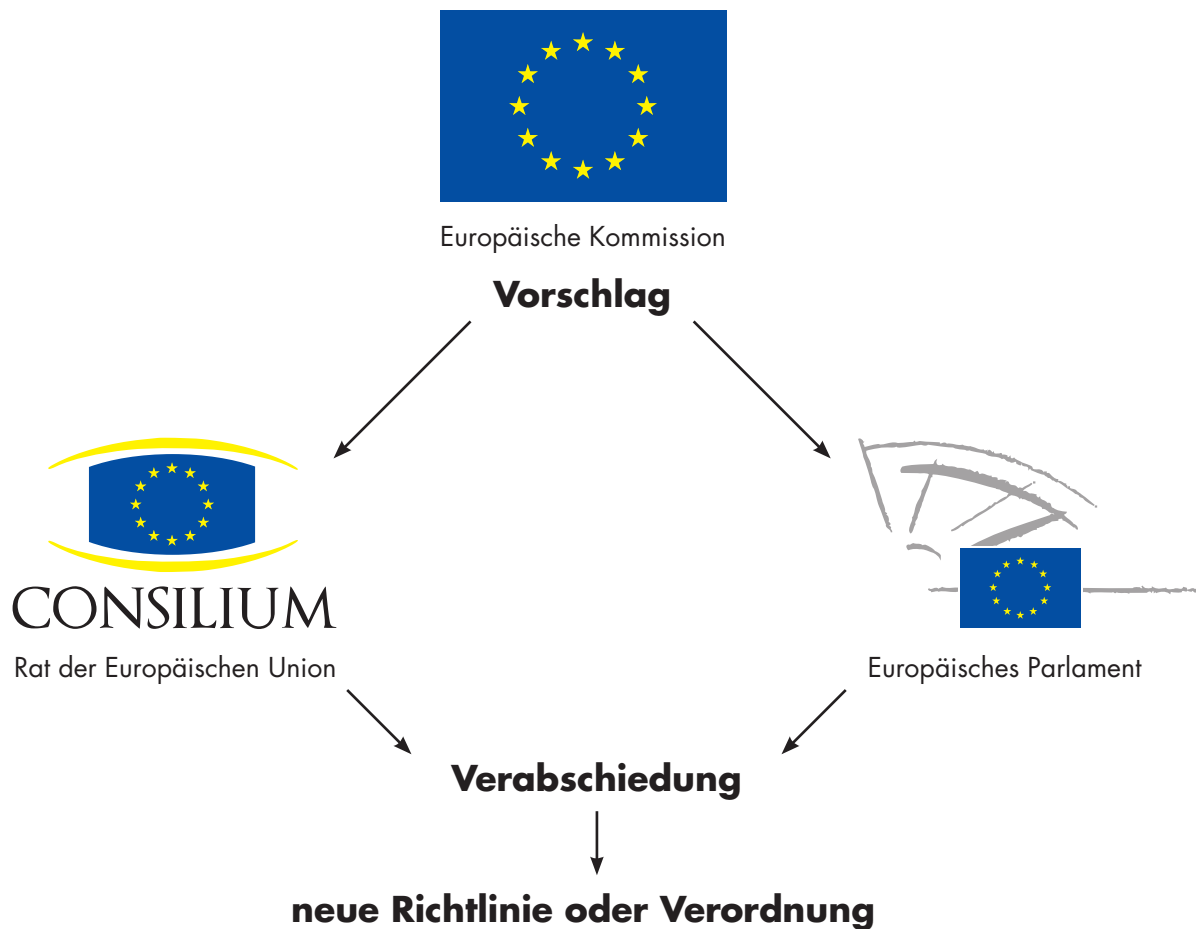 Europäische Kommission
Vorschlag
CONSILIUM
Rat der Europäischen Union
Europäisches Parlament
Verabschiedung
neue Richtlinie oder Verordnung